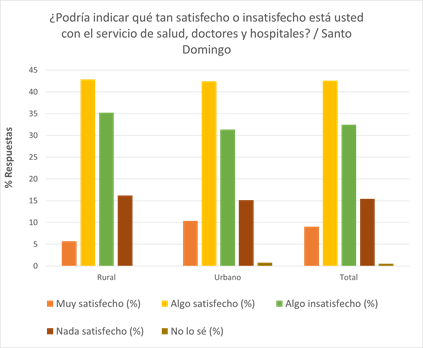 ¿Podría indicar qué tan satisfecho o insatisfecho está usted
con el servicio de salud, doctores y hospitales? / Santo
Domingo
% Respuestas
45
40
35
30
25
20
15
10
5
0
Rural Urbano Total
Muy satisfecho (%) Algo satisfecho (%) Algo insatisfecho (%)
Nada satisfecho (%) No lo sé (%)